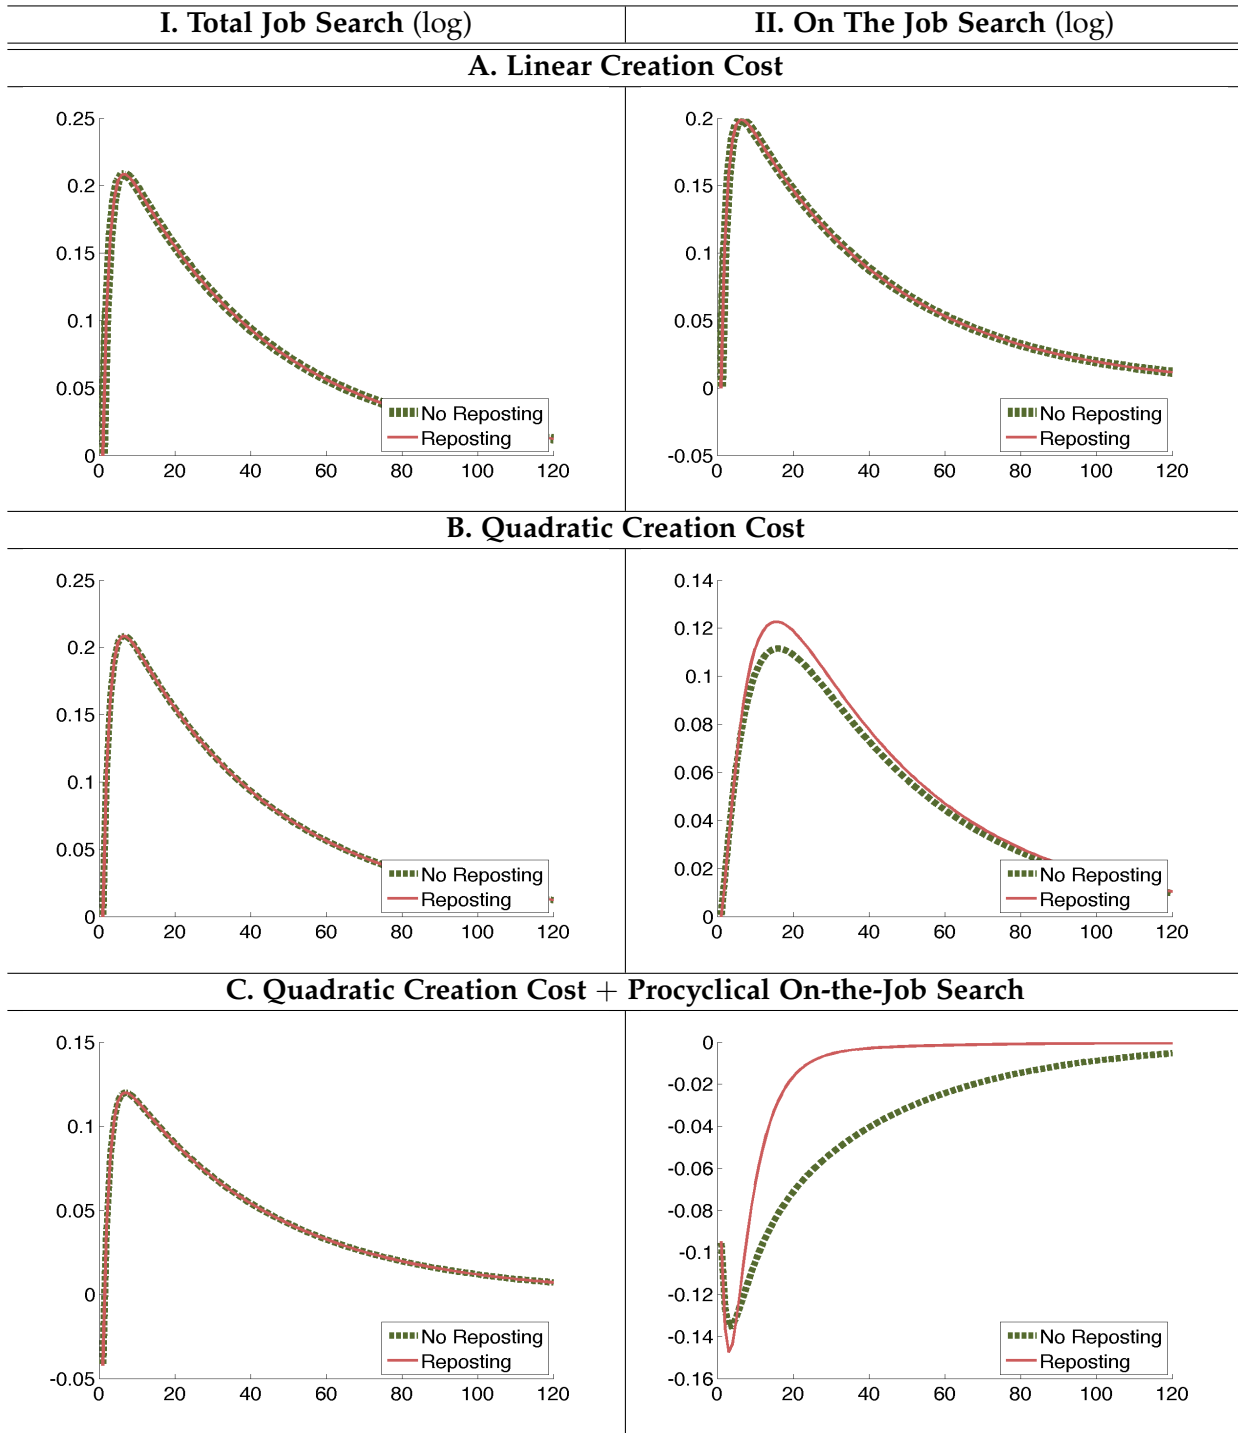 I. Total Job Search (log) II. On The Job Search (log)
A. Linear Creation Cost
0.25
0.2
0.15
0.1
0.05
0
0 20 40 60 80 100 120
No Reposting
Reposting
0.2
0.15
0.1
0.05
0
-0.05
0 20 40 60 80 100 120
No Reposting
Reposting
B. Quadratic Creation Cost
0.25
0.2
0.15
0.1
0.05
0
0 20 40 60 80 100 120
No Reposting
Reposting
0.14
0.12
0.1
0.08
0.06
0.04
0.02
0
0 20 40 60 80 100 120
No Reposting
Reposting
C. Quadratic Creation Cost + Procyclical On-the-Job Search
0.15
0.1
0.05
0
-0.05
0 20 40 60 80 100 120
No Reposting
Reposting
0
-0.02
-0.04
-0.06
-0.08
-0.1
-0.12
-0.14
-0.16
0 20 40 60 80 100 120
No Reposting
Reposting